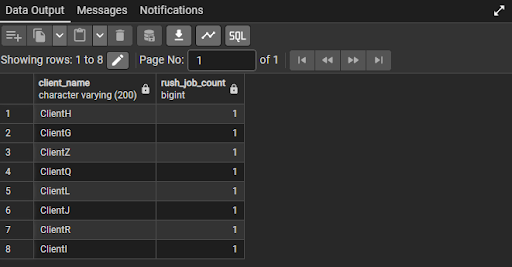 Data Output Messages Notifications
SQL
Showing rows: 1 to 8 Page No: 1 of 1
client_name rush_job_count
character varying (200) bigint
1 ClientH 1
2 ClientG 1
3 ClientZ 1
4 ClientQ 1
5 ClientL 1
6 ClientJ 1
7 ClientR 1
8 ClientI 1